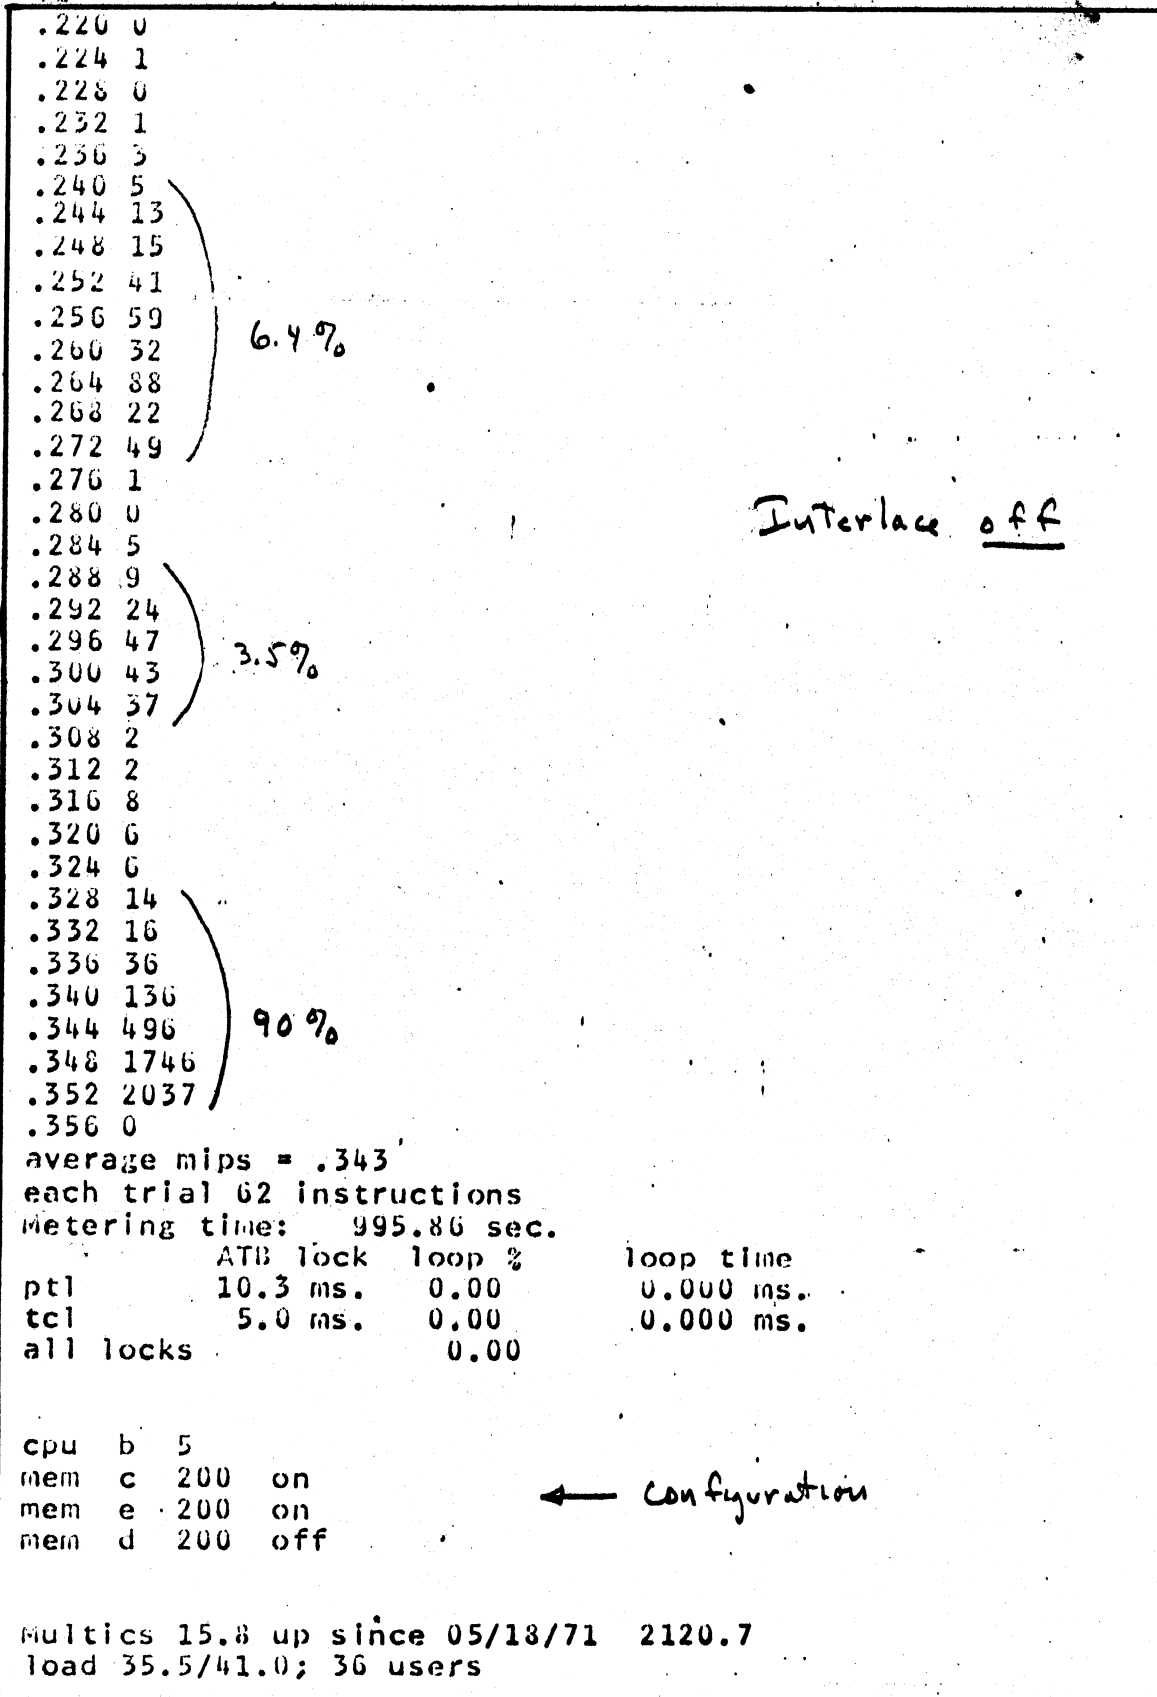 .220 0
.224 1
.228 0
.232 1
.236 3
.240 5
.244 13
.248 15
.252 41
.256 59
.260 32
6.4%
.264 88
.268 22
.272 49
.276 1
.280 0
Interlace off
.284 5
.288 9
.292 24
.296 47
.300 43
3.5%
.304 37
.308 2
.312 2
.316 8
.320 6
.324 6
.328 14
.332 16
.336 36
.340 136
.344 496
90%
.348 1746
.352 2037
.356 0
average mips = .343
each trial 62 instructions
Metering time: 995.86 sec.
ATB lock loop % loop time
ptl 10.3 ms. 0.00 0.000 ms.
tcl 5.0 ms. 0.00 0.000 ms.
all locks 0.00
cpu b 5
mem c 200 on
mem e 200 on
← configuration
mem d 200 off
Multics 15.8 up since 05/18/71 2120.7
load 35.5/41.0; 36 users